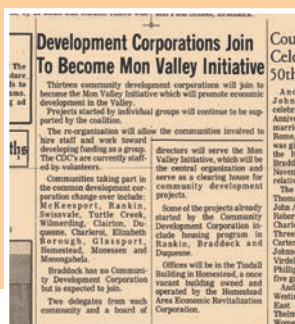 Development Corporations Join
To Become Mon Valley Initiative
Thirteen community development corporations will join to
become the Mon Valley Initiative which will promote economic
development in the Valley.
Projects started by individual groups will continue to be sup-
ported by the coalition.
The re-organization will allow the communities involved to
hire staff and work toward
developing funding as a group.
The CDC's are currently staff-
ed by volunteers.
Communities taking part in
the common development cor-
poration change over include:
McKeesport, Rankin,
Swissvale, Turtle Creek,
Wilmerding, Clairton, Du-
quesne, Charleroi, Elizabeth
Borough, Glassport,
Homestead, Monessen and
Monongahela.
Braddock has no Communi-
ty Development Corporation
but is expected to join.
Two delegates from each
community and a board of
directors will serve the Mon
Valley Initiative, which will be
the central organization and
serve as a clearing house for
community development
projects.
Some of the projects already
started by the Community
Development Corporation in-
clude housing program in
Rankin, Braddock and
Duquesne.
Offices will be in the Tisdall
Building in Homestead, a once
vacant building owned and
operated by the Homestead
Area Economic Revitalization
Corporation.
Cou
Cele
50th